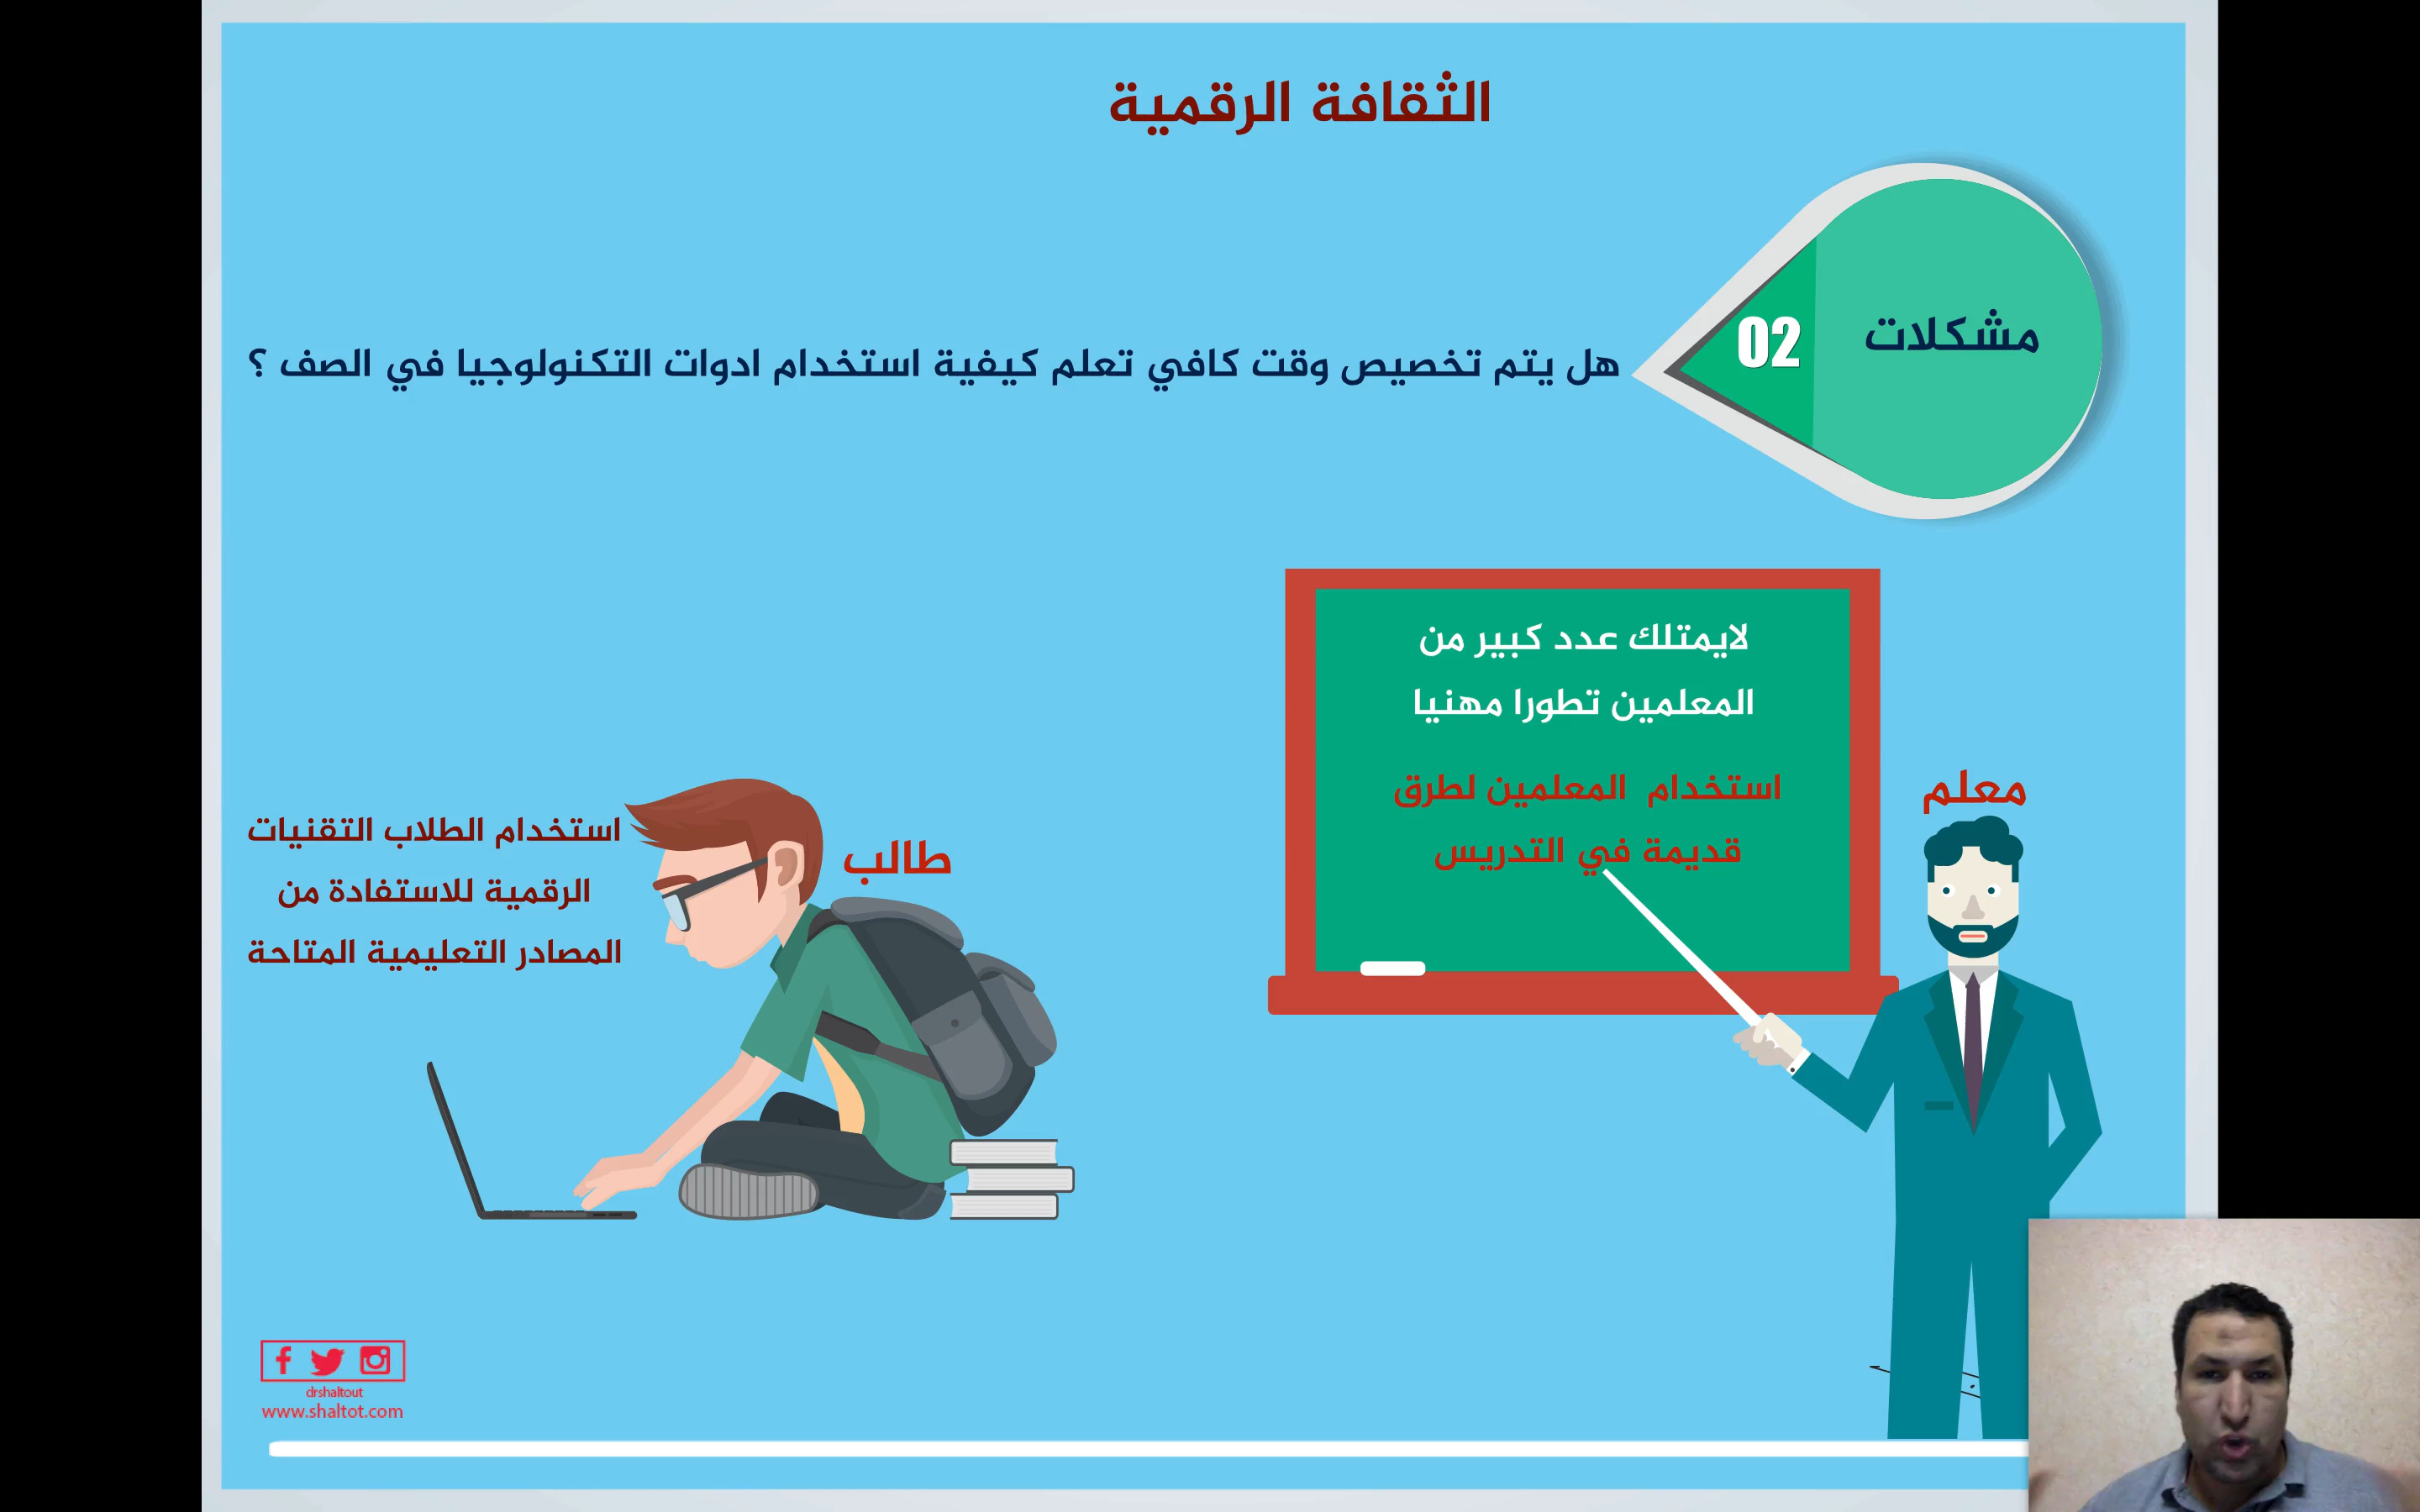 الثقافة الرقمية
مشكلات
02
هل يتم تخصيص وقت كافي تعلم كيفية استخدام ادوات التكنولوجيا في الصف ؟
لايمتلك عدد كبير من
المعلمين تطورا مهنيا
استخدام المعلمين لطرق
قديمة في التدريس
معلم
طالب
استخدام الطلاب التقنيات
الرقمية للاستفادة من
المصادر التعليمية المتاحة
drshaltout
www.shaltot.com